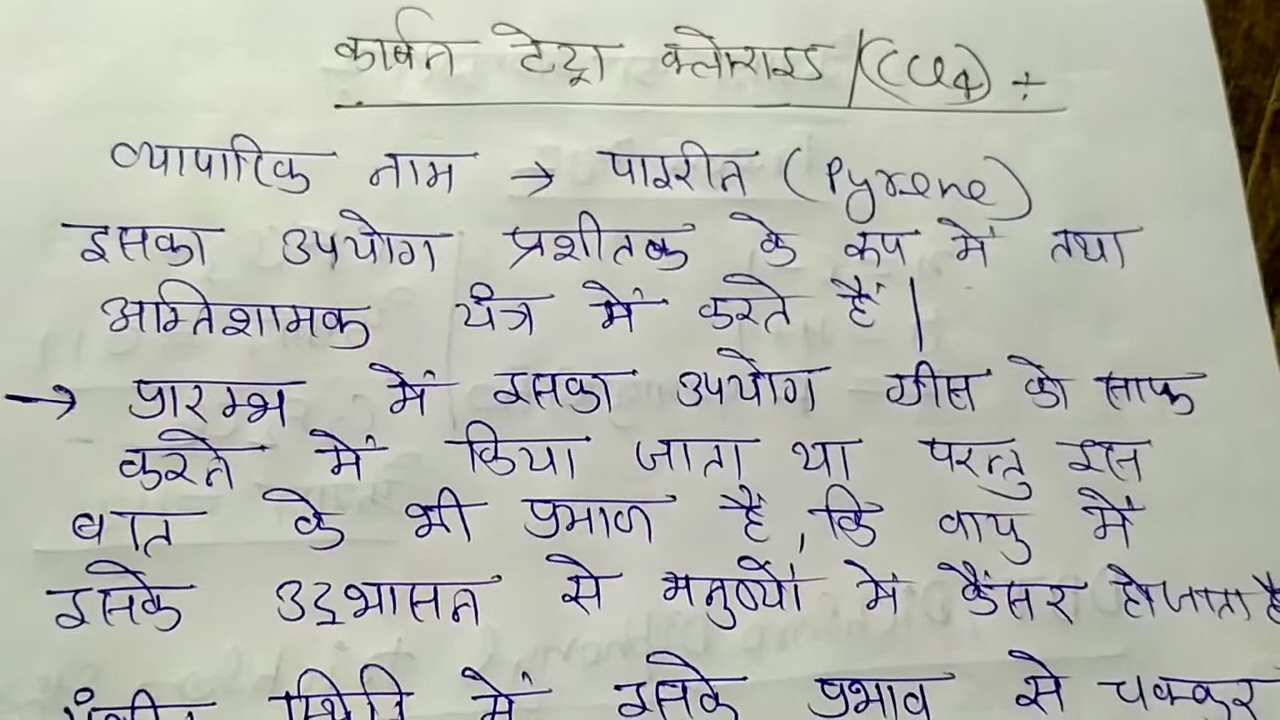 कार्बन टेट्रा क्लोराइड /(CCl4) ÷
व्यापारिक नाम → पाइरीन (Pyrene)
इसका उपयोग प्रशीतक के रूप में तथा
अग्निशामक यंत्र में करते हैं |
→ प्रारम्भ में इसका उपयोग ग्रीस को साफ
करने में किया जाता था परन्तु इस
बात के भी प्रमाण हैं, कि वायु में
इसके उद्भासन से मनुष्यों में कैंसर होजाता है
स्थिति में इसके प्रभाव से चक्कर